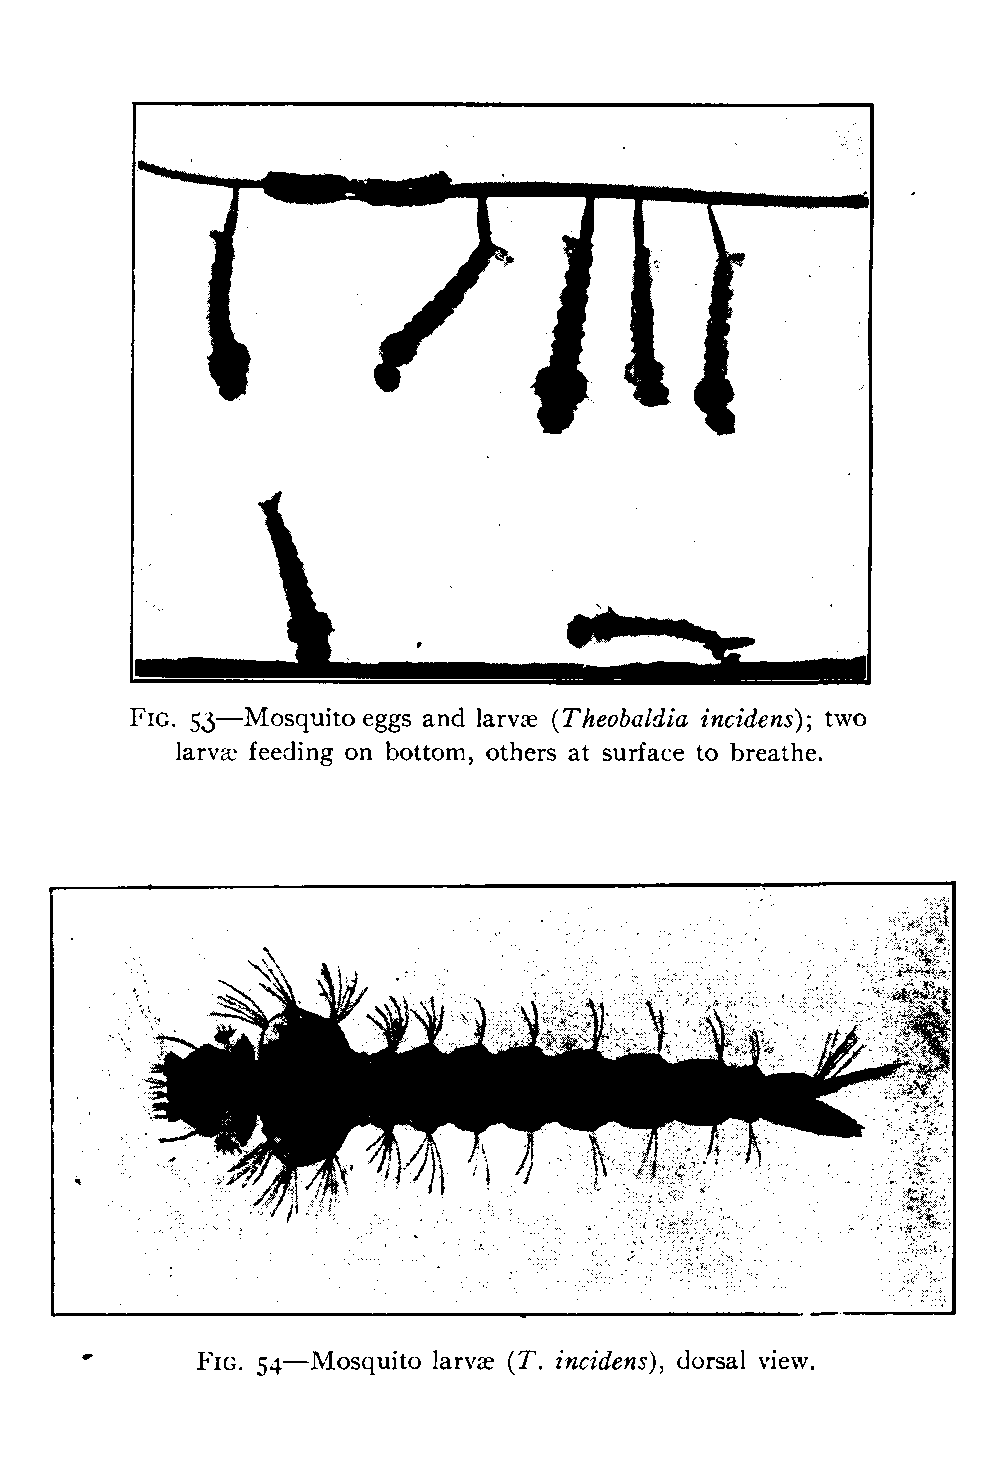 FIG. 53—Mosquito eggs and larvæ (Theobaldia incidens); two
larvæ feeding on bottom, others at surface to breathe.
FIG. 54—Mosquito larvæ (T. incidens), dorsal view.